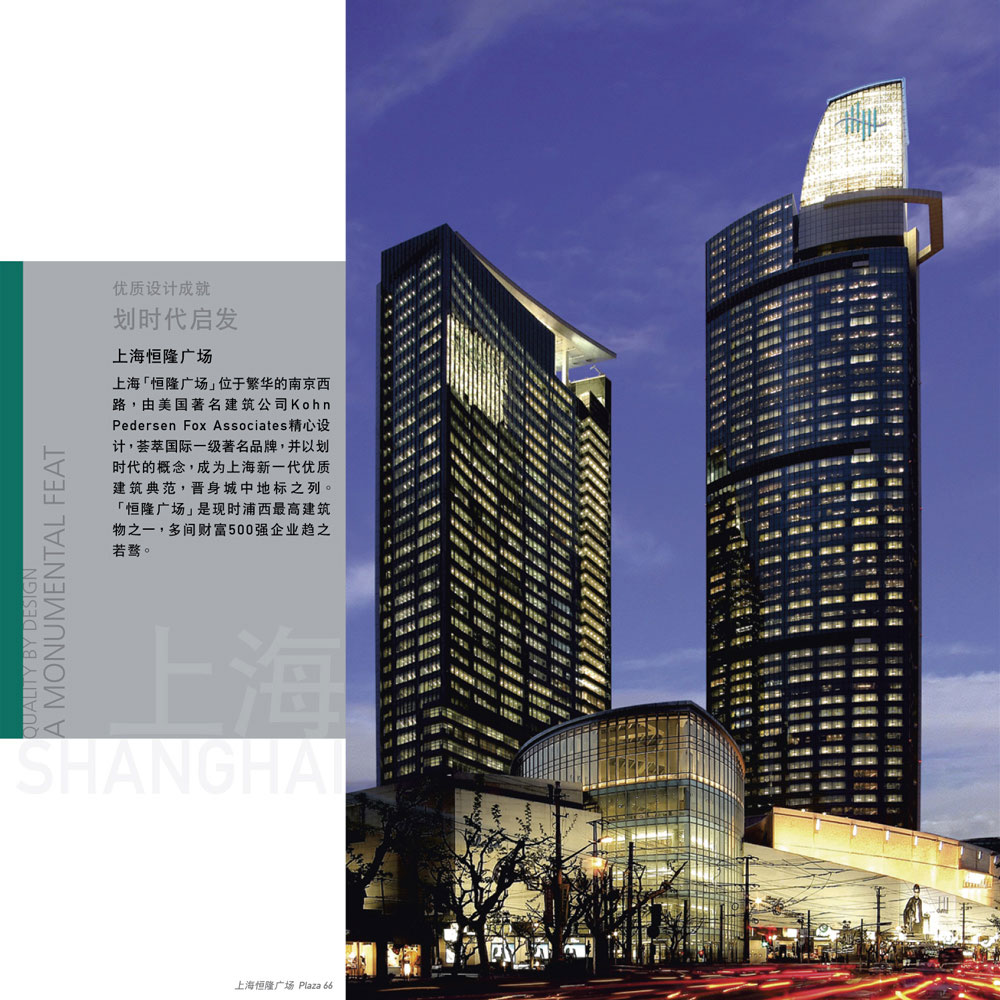 优质设计成就
划时代启发
上海恒隆广场
上海「恒隆广场」位于繁华的南京西
路，由美国著名建筑公司Kohn
Pedersen Fox Associates精心设
计，荟萃国际一级著名品牌，并以划
时代的概念，成为上海新一代优质
建筑典范，晋身城中地标之列。
「恒隆广场」是现时浦西最高建筑
物之一，多间财富500强企业趋之
若鹜。
QUALITY BY DESIGN
A MONUMENTAL FEAT
上海
SHANGHAI
上海恒隆广场 Plaza 66